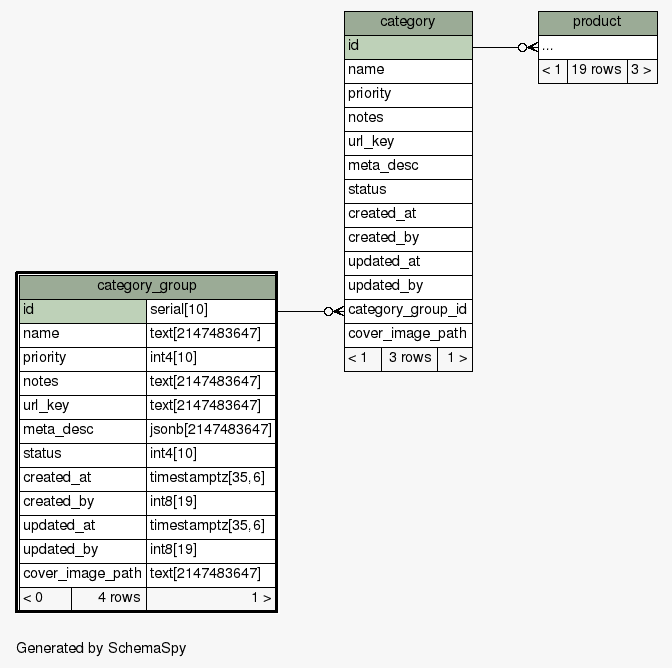 category
id
name
priority
notes
url_key
meta_desc
status
created_at
created_by
updated_at
updated_by
category_group_id
cover_image_path
< 1 3 rows 1 >
product
...
< 1 19 rows 3 >
category_group
id serial[10]
name text[2147483647]
priority int4[10]
notes text[2147483647]
url_key text[2147483647]
meta_desc jsonb[2147483647]
status int4[10]
created_at timestamptz[35,6]
created_by int8[19]
updated_at timestamptz[35,6]
updated_by int8[19]
cover_image_path text[2147483647]
< 0 4 rows 1 >
Generated by SchemaSpy